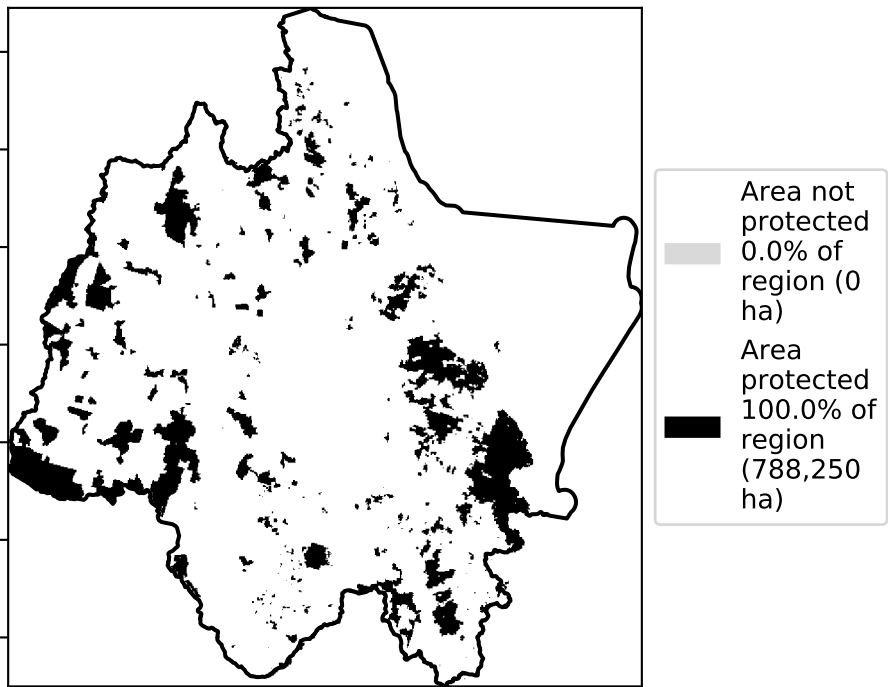 Area not
protected
0.0% of
region (0
ha)
Area
protected
100.0% of
region
(788,250
ha)